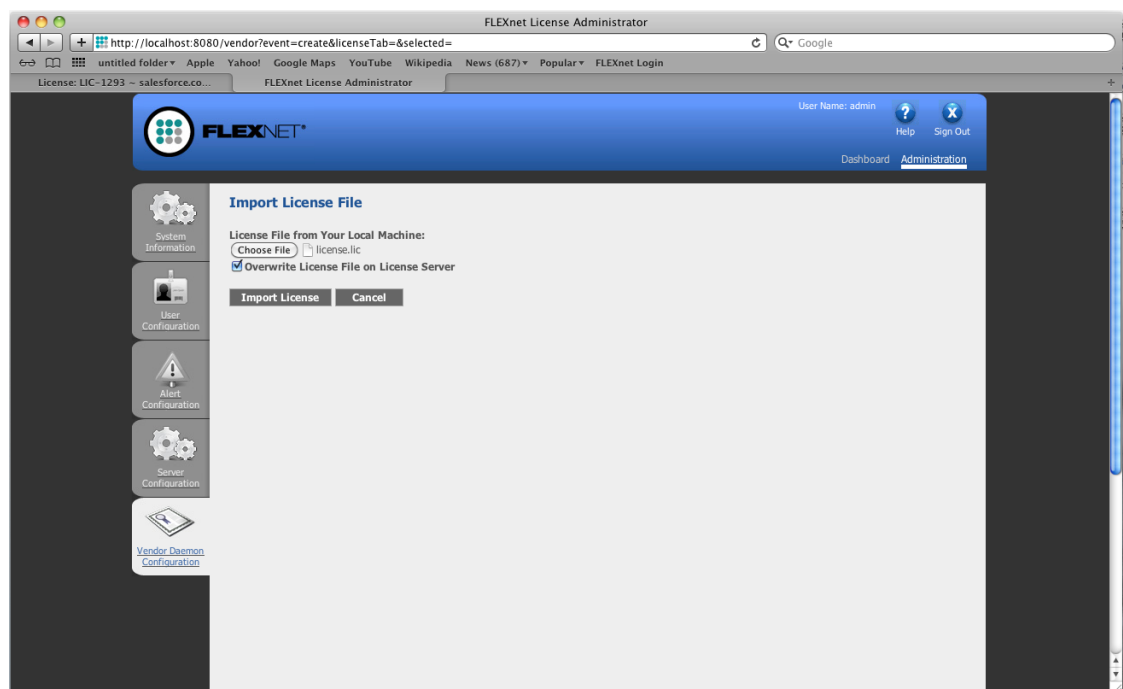 FLEXnet License Administrator
http://localhost:8080/vendor?event=create&licenseTab=&selected=
Google
untitled folder Apple Yahoo! Google Maps YouTube Wikipedia News (687) Popular FLEXnet Login
License: LIC-1293 ~ salesforce.co... FLEXnet License Administrator
User Name: admin
FLEXNET
Help Sign Out
Dashboard Administration
Import License File
License File from Your Local Machine:
Choose File license.lic
Overwrite License File on License Server
Import License Cancel
System
Information
User
Configuration
Alert
Configuration
Server
Configuration
Vendor Daemon
Configuration